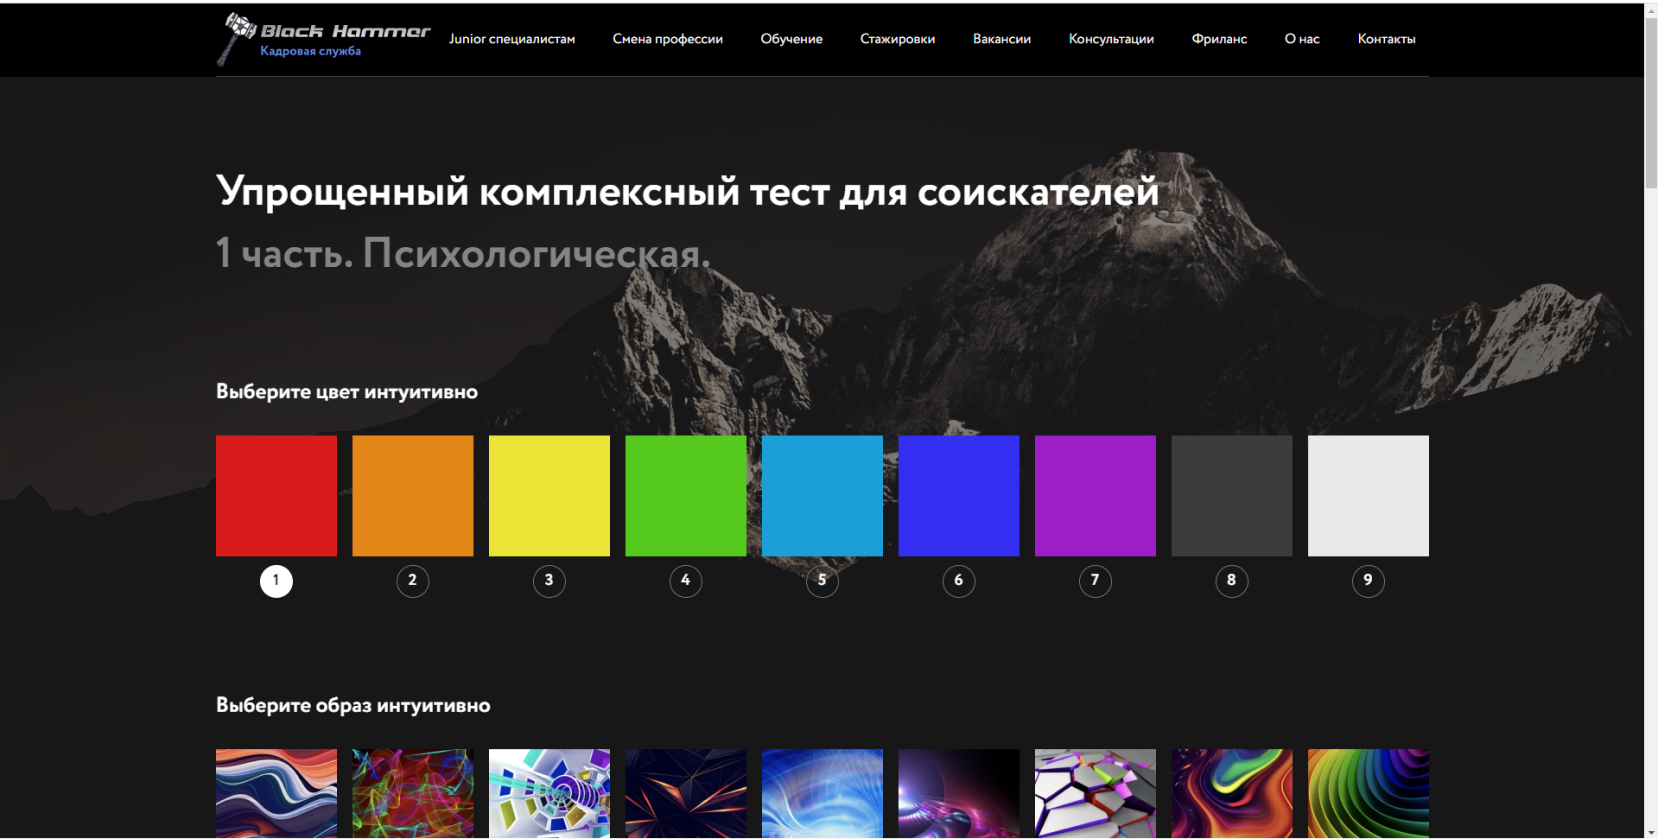 Black Hammer
Кадровая служба
Junior специалистам Смена профессии Обучение Стажировки Вакансии Консультации Фриланс О нас Контакты
Упрощенный комплексный тест для соискателей
1 часть. Психологическая.
Выберите цвет интуитивно
1 2 3 4 5 6 7 8 9
Выберите образ интуитивно